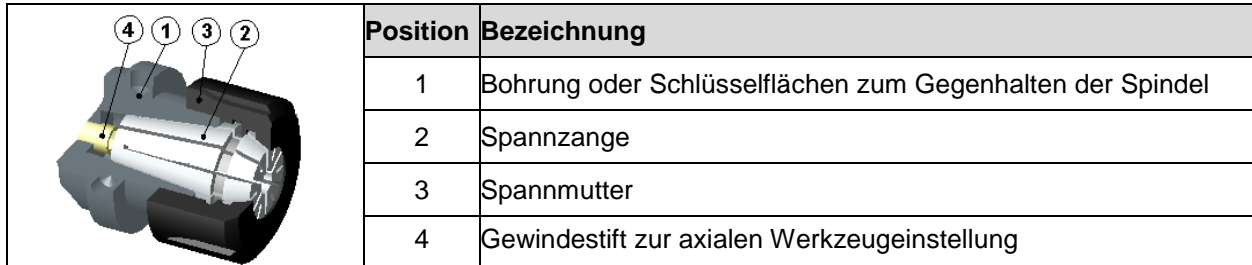 4 1 3 2
Position Bezeichnung
1 Bohrung oder Schlüsselflächen zum Gegenhalten der Spindel
2 Spannzange
3 Spannmutter
4 Gewindestift zur axialen Werkzeugeinstellung